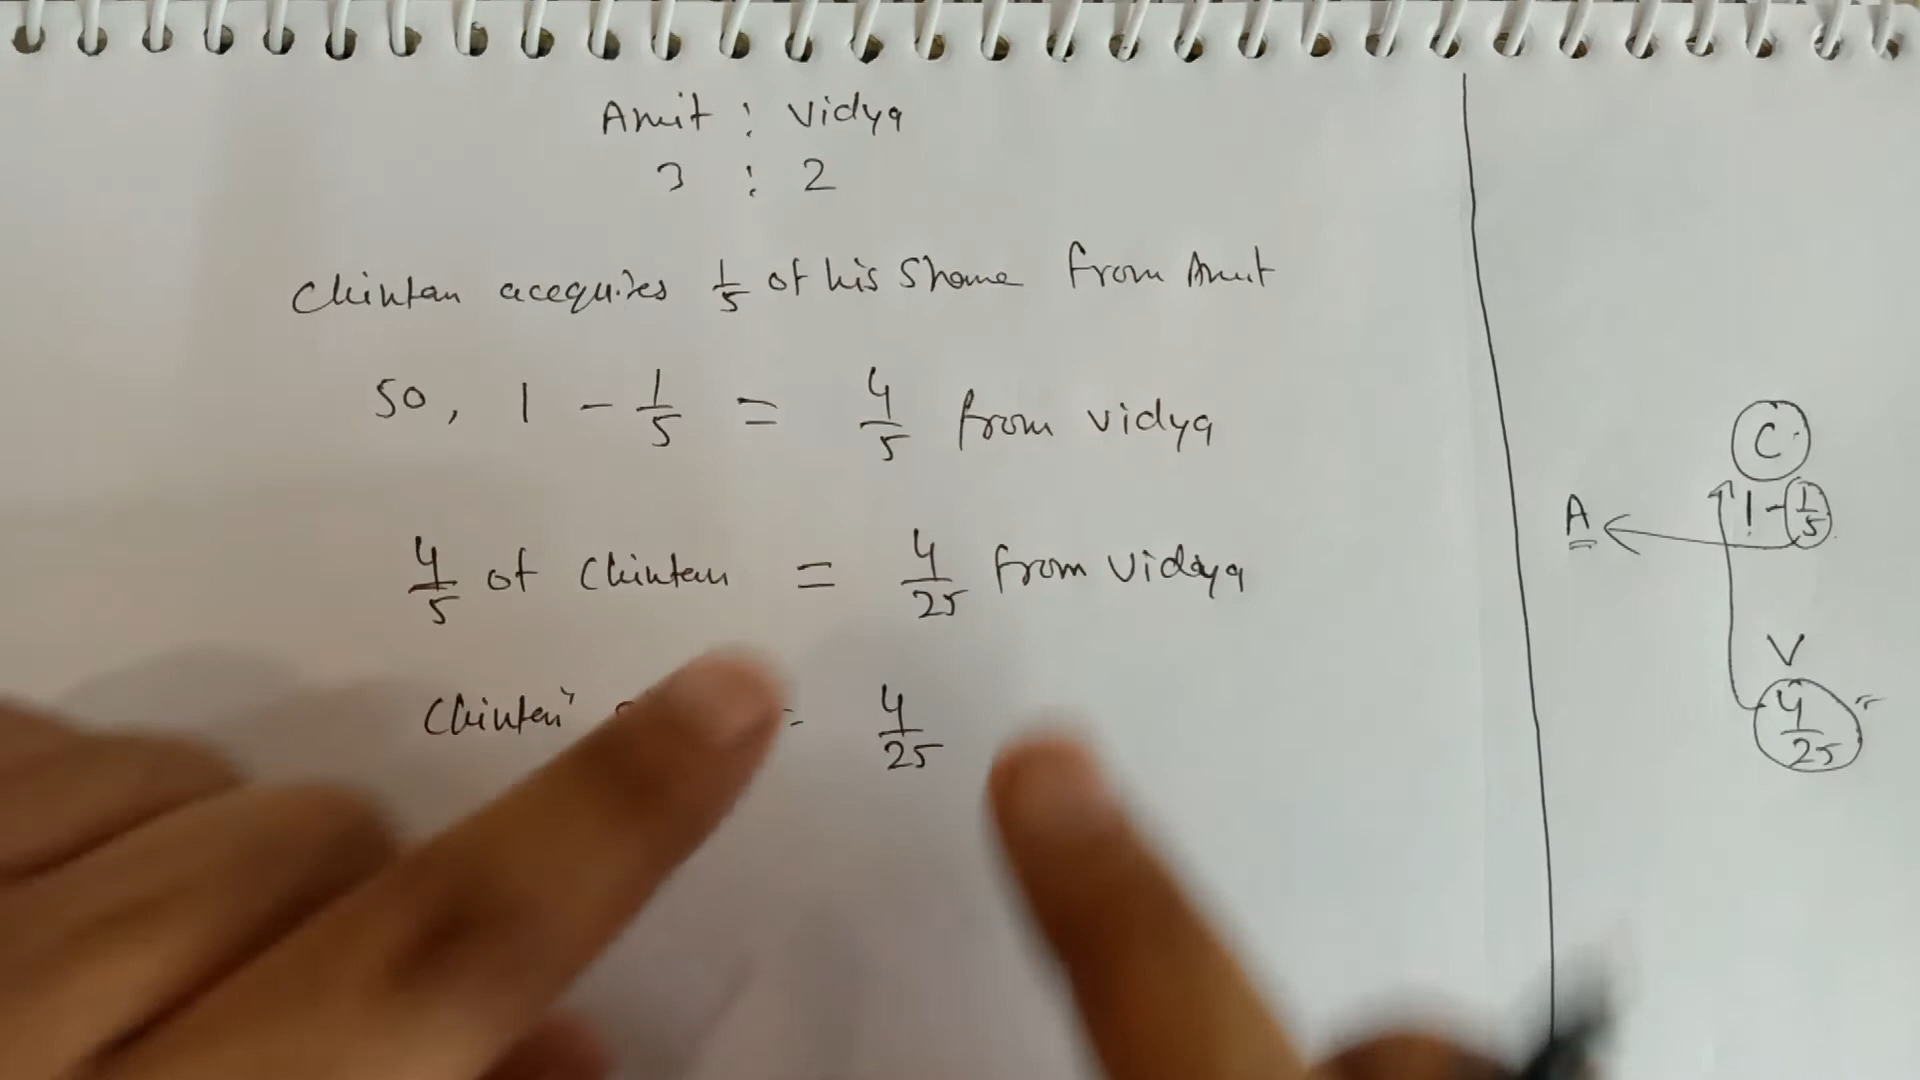 Amit : Vidya
3 : 2
Chintan acequires 1/5 of his Share from Amit
So, 1 - 1/5 = 4/5 from vidya
4/5 of Chintan = 4/25 from Vidya
Chintan' = 4/25
C
1 - 1/5
A
V
4/25